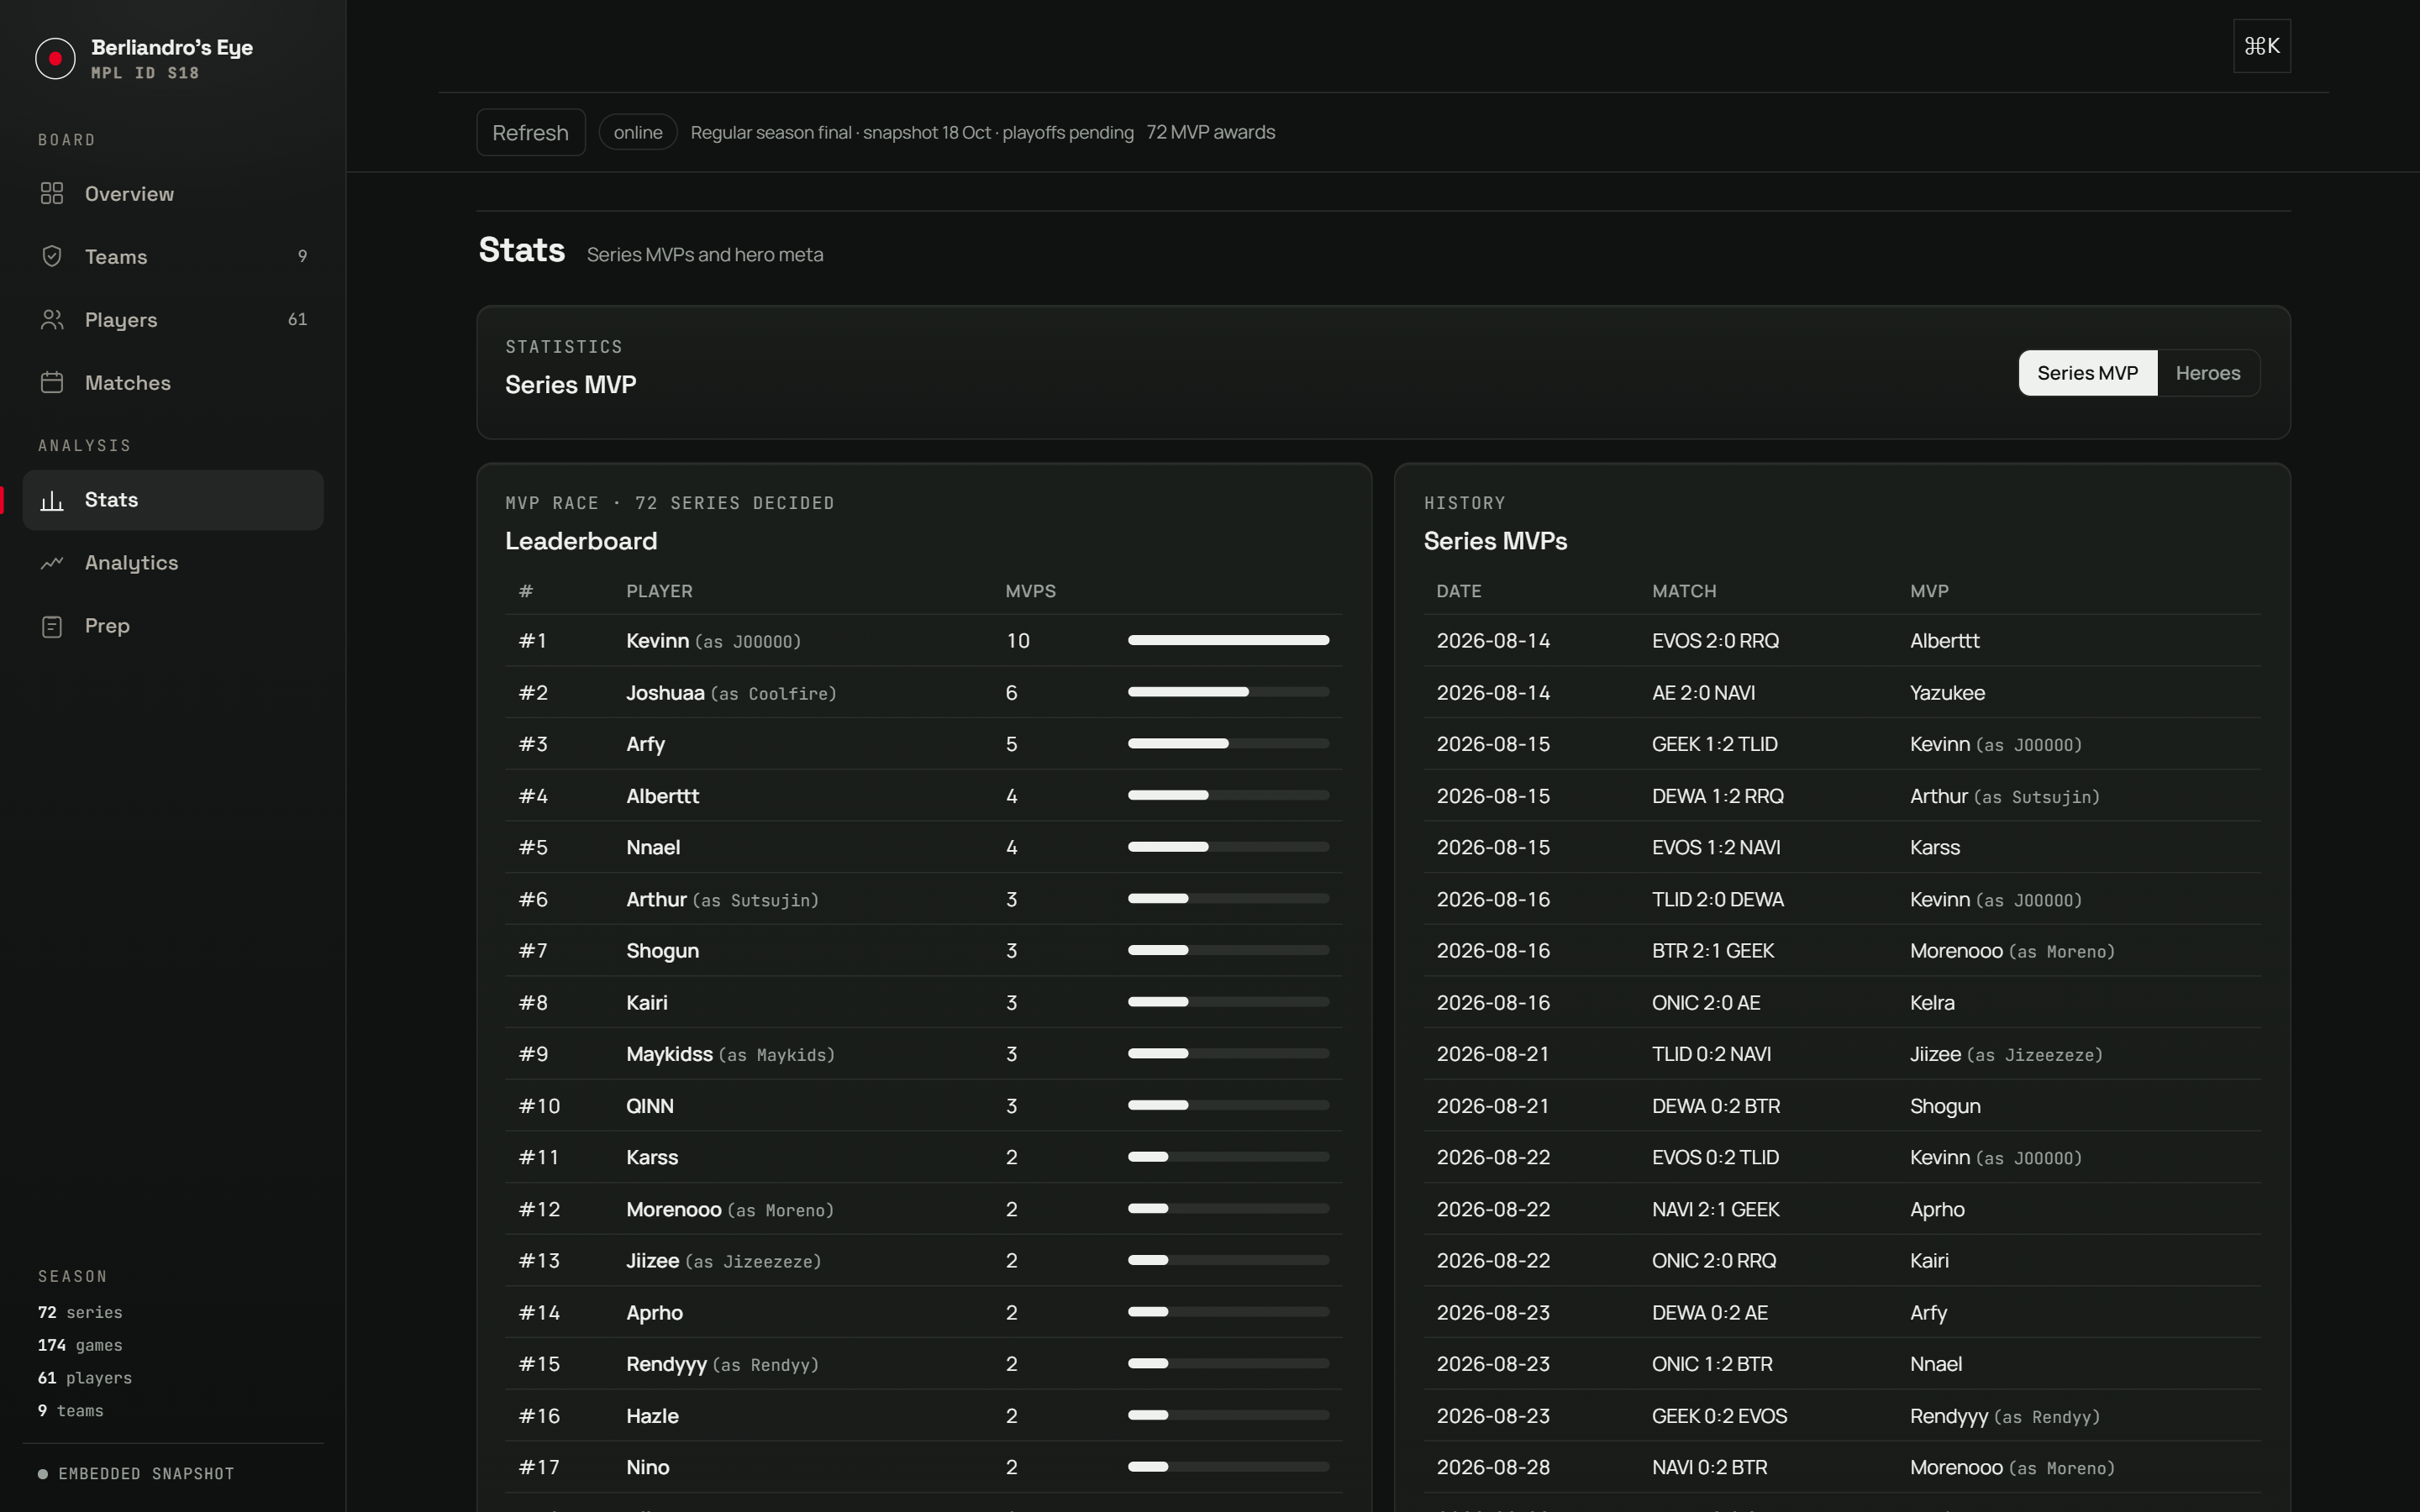 Berliandro's Eye
MPL ID S18
BOARD
Overview
Teams 9
Players 61
Matches
ANALYSIS
Stats
Analytics
Prep
SEASON
72 series
174 games
61 players
9 teams
EMBEDDED SNAPSHOT
⌘K
Refresh online Regular season final · snapshot 18 Oct · playoffs pending 72 MVP awards
Stats Series MVPs and hero meta
STATISTICS
Series MVP
Series MVP Heroes
MVP RACE · 72 SERIES DECIDED
Leaderboard
# PLAYER MVPS
#1 Kevinn (as JOOOOO) 10
#2 Joshuaa (as Coolfire) 6
#3 Arfy 5
#4 Alberttt 4
#5 Nnael 4
#6 Arthur (as Sutsujin) 3
#7 Shogun 3
#8 Kairi 3
#9 Maykidss (as Maykids) 3
#10 QINN 3
#11 Karss 2
#12 Morenooo (as Moreno) 2
#13 Jiizee (as Jizeezeze) 2
#14 Aprho 2
#15 Rendyyy (as Rendyy) 2
#16 Hazle 2
#17 Nino 2
HISTORY
Series MVPs
DATE MATCH MVP
2026-08-14 EVOS 2:0 RRQ Alberttt
2026-08-14 AE 2:0 NAVI Yazukee
2026-08-15 GEEK 1:2 TLID Kevinn (as JOOOOO)
2026-08-15 DEWA 1:2 RRQ Arthur (as Sutsujin)
2026-08-15 EVOS 1:2 NAVI Karss
2026-08-16 TLID 2:0 DEWA Kevinn (as JOOOOO)
2026-08-16 BTR 2:1 GEEK Morenooo (as Moreno)
2026-08-16 ONIC 2:0 AE Kelra
2026-08-21 TLID 0:2 NAVI Jiizee (as Jizeezeze)
2026-08-21 DEWA 0:2 BTR Shogun
2026-08-22 EVOS 0:2 TLID Kevinn (as JOOOOO)
2026-08-22 NAVI 2:1 GEEK Aprho
2026-08-22 ONIC 2:0 RRQ Kairi
2026-08-23 DEWA 0:2 AE Arfy
2026-08-23 ONIC 1:2 BTR Nnael
2026-08-23 GEEK 0:2 EVOS Rendyyy (as Rendyy)
2026-08-28 NAVI 0:2 BTR Morenooo (as Moreno)